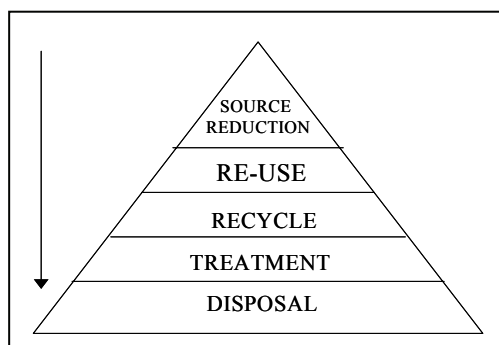 SOURCE
REDUCTION
RE-USE
RECYCLE
TREATMENT
DISPOSAL